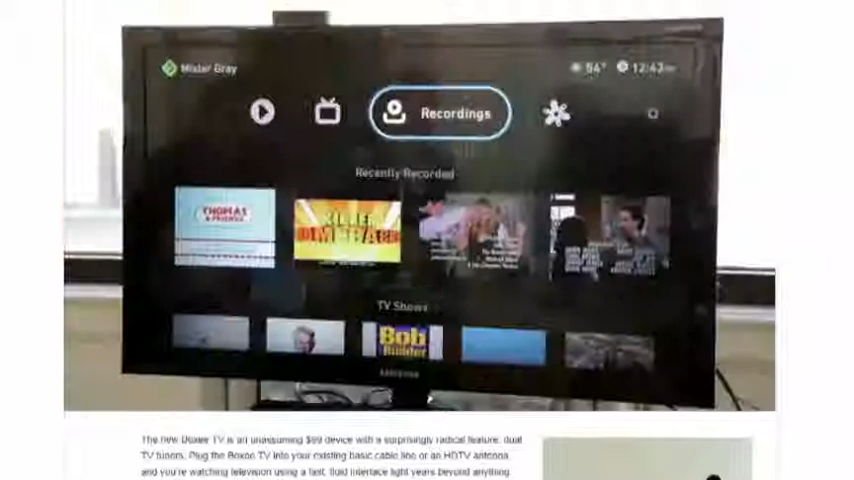 Mister Gray
54° 12:43
Recordings
Recently Recorded
THOMAS
& FRIENDS
KILLER
TV Shows
Bob
Builder
SAMSUNG
The new Boxee TV is an unassuming $99 device with a surprisingly radical feature: dual
TV tuners. Plug the Boxee TV into your existing basic cable line or an HDTV antenna
and you're watching television using a fast, fluid interface light years beyond anything